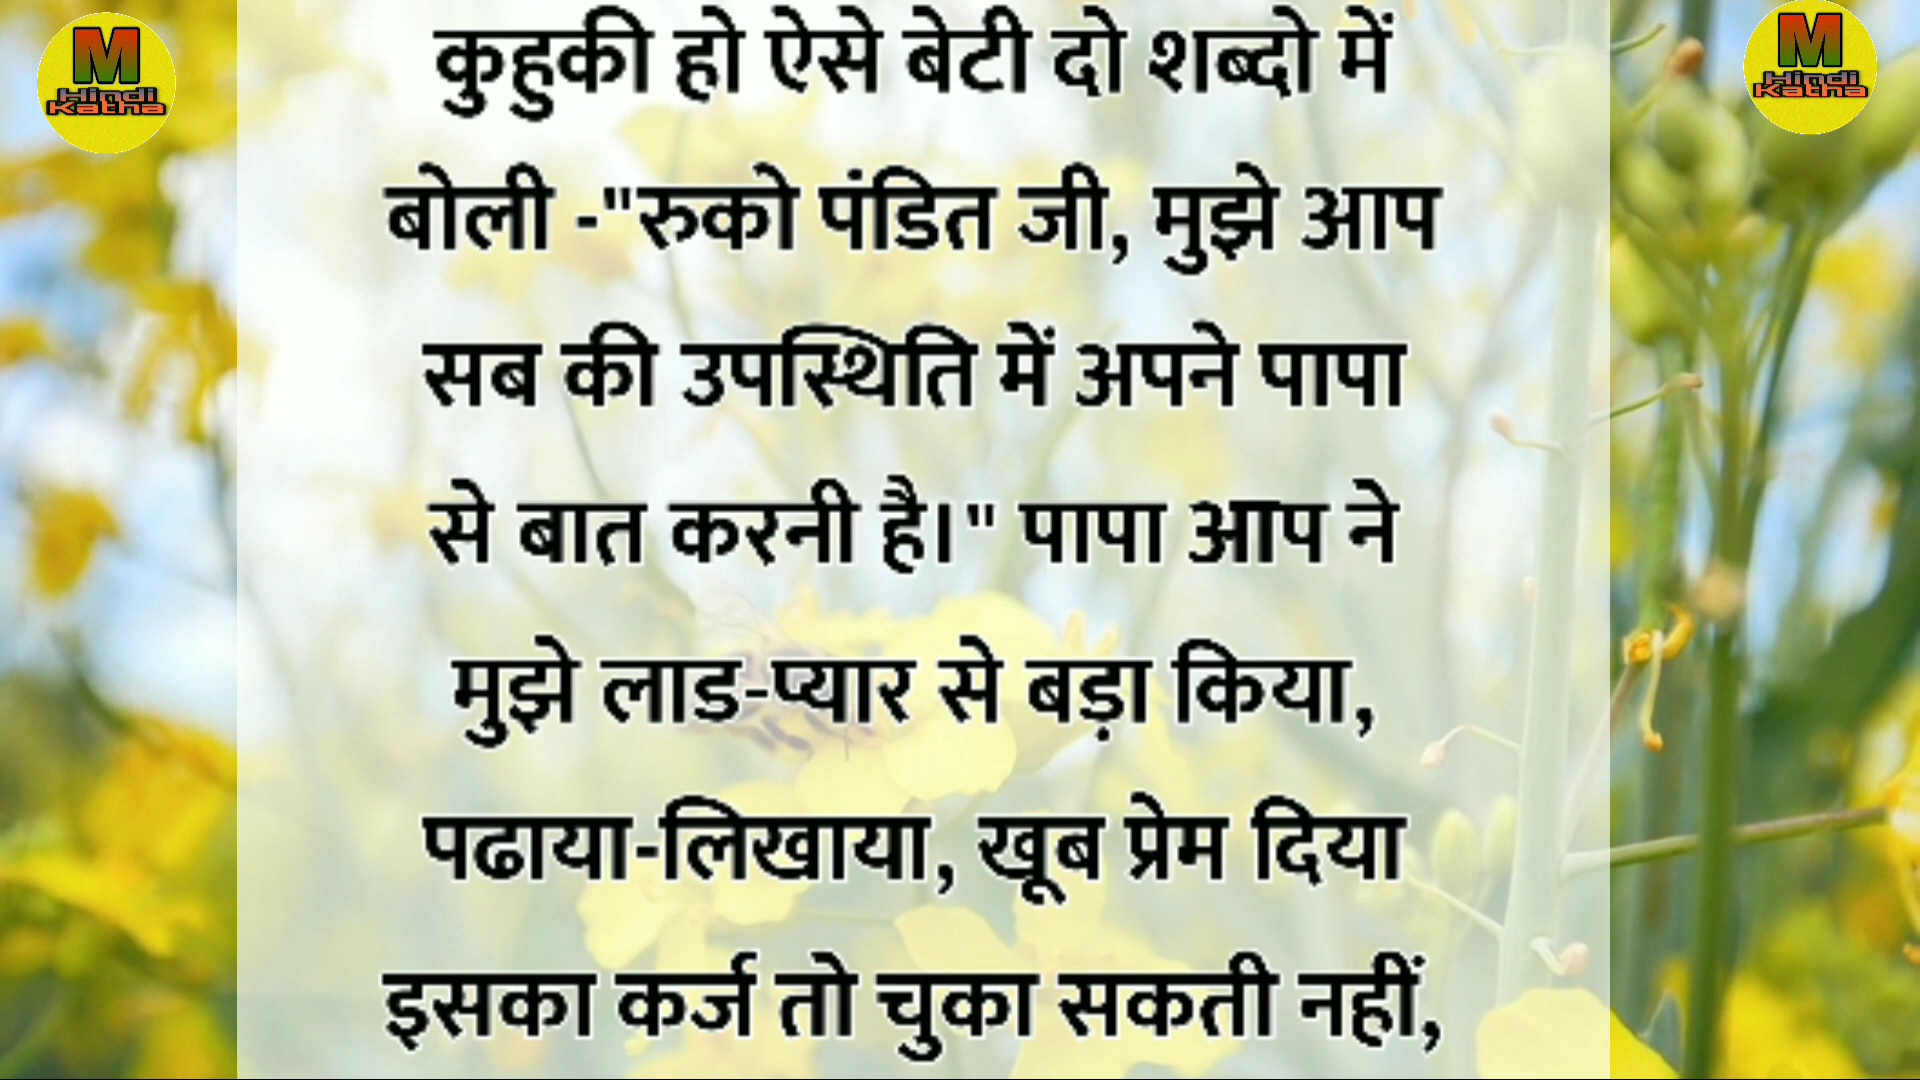 M
Hindi
Katha
M
Hindi
Katha
कुहुकी हो ऐसे बेटी दो शब्दो में
बोली -"रुको पंडित जी, मुझे आप
सब की उपस्थिति में अपने पापा
से बात करनी है।" पापा आप ने
मुझे लाड-प्यार से बड़ा किया,
पढाया-लिखाया, खूब प्रेम दिया
इसका कर्ज तो चुका सकती नहीं,